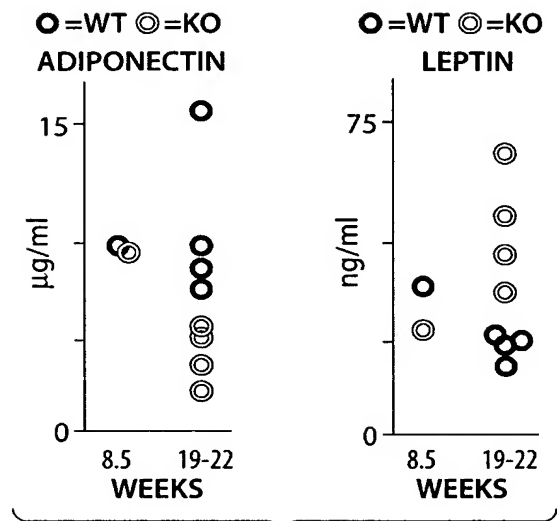 =WT =KO
ADIPONECTIN
15
µg/ml
0
8.5 19-22
WEEKS
=WT =KO
LEPTIN
75
ng/ml
0
8.5 19-22
WEEKS